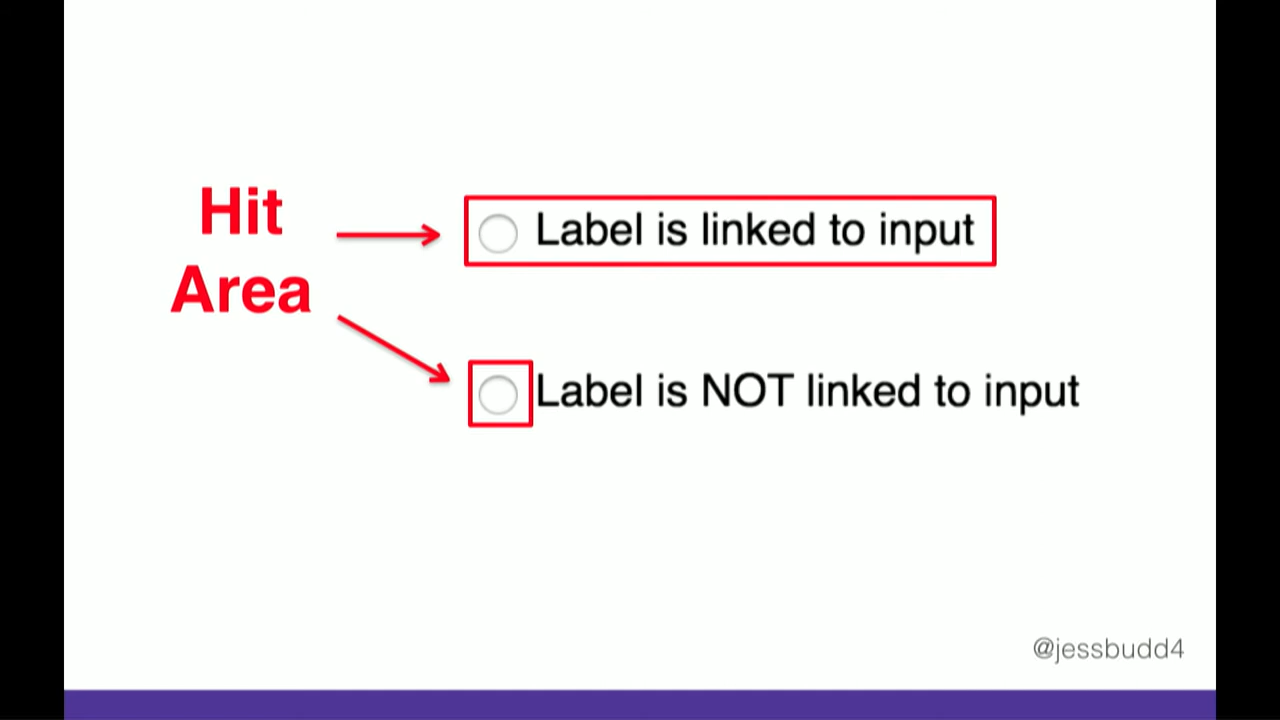 Hit
Area
Label is linked to input
Label is NOT linked to input
@jessbudd4